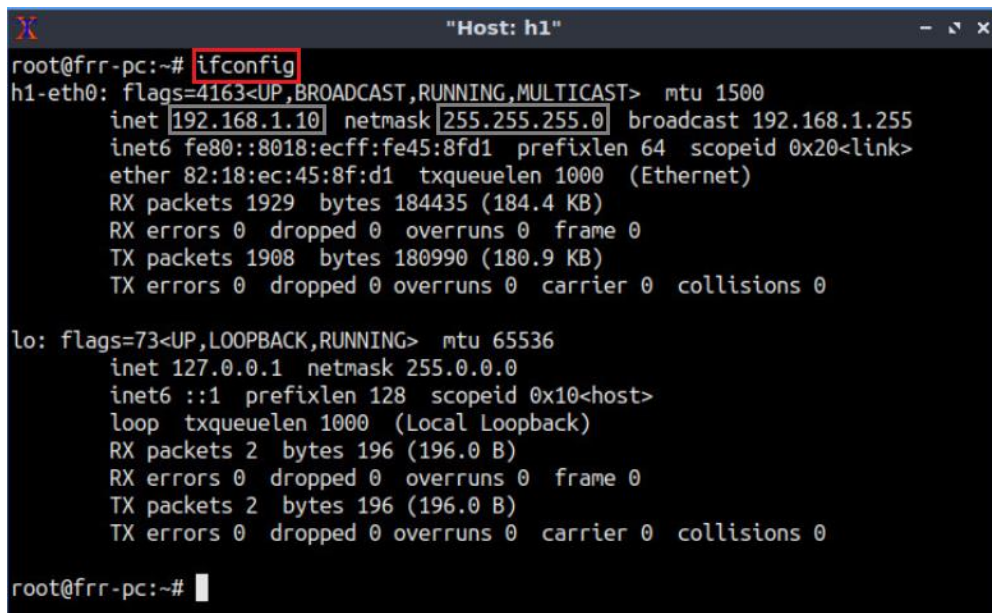 "Host: h1"
root@frr-pc:~# ifconfig
h1-eth0: flags=4163<UP,BROADCAST,RUNNING,MULTICAST>  mtu 1500
        inet 192.168.1.10  netmask 255.255.255.0  broadcast 192.168.1.255
        inet6 fe80::8018:ecff:fe45:8fd1  prefixlen 64  scopeid 0x20<link>
        ether 82:18:ec:45:8f:d1  txqueuelen 1000  (Ethernet)
        RX packets 1929  bytes 184435 (184.4 KB)
        RX errors 0  dropped 0  overruns 0  frame 0
        TX packets 1908  bytes 180990 (180.9 KB)
        TX errors 0  dropped 0 overruns 0  carrier 0  collisions 0
lo: flags=73<UP,LOOPBACK,RUNNING>  mtu 65536
        inet 127.0.0.1  netmask 255.0.0.0
        inet6 ::1  prefixlen 128  scopeid 0x10<host>
        loop  txqueuelen 1000  (Local Loopback)
        RX packets 2  bytes 196 (196.0 B)
        RX errors 0  dropped 0  overruns 0  frame 0
        TX packets 2  bytes 196 (196.0 B)
        TX errors 0  dropped 0 overruns 0  carrier 0  collisions 0
root@frr-pc:~#